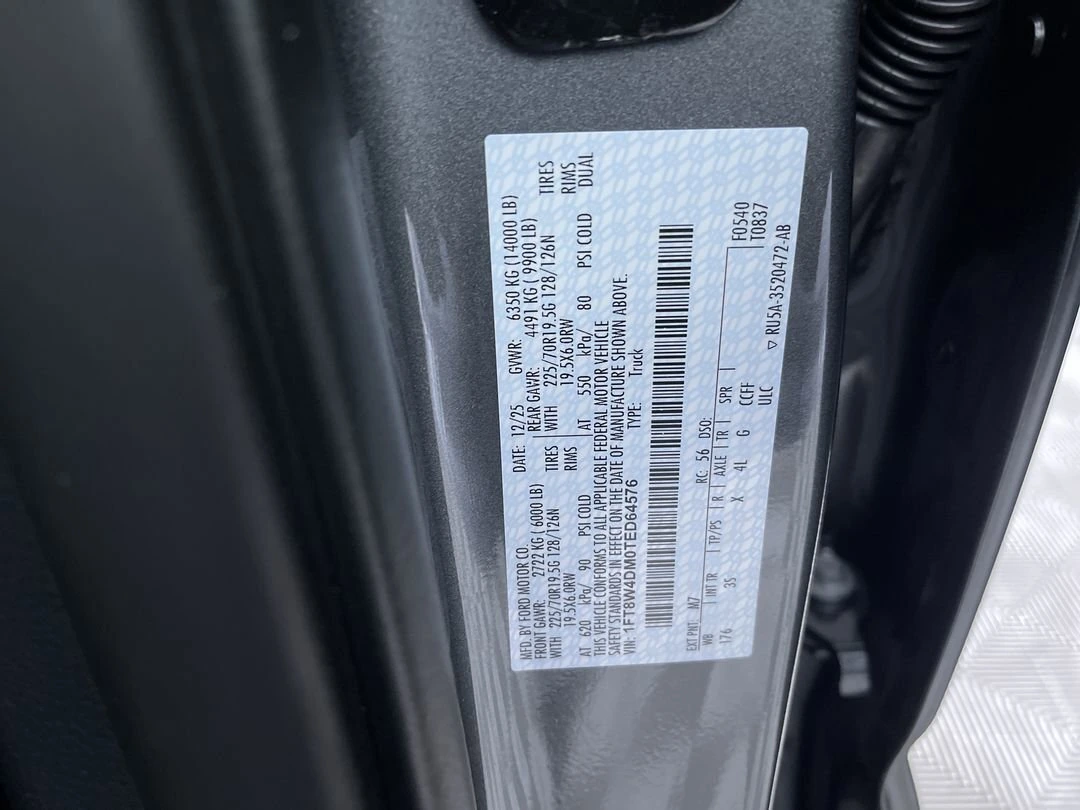 MFD. BY FORD MOTOR CO.
DATE: 12/25 GVWR: 6350 KG (14000 LB)
FRONT GAWR: 2722 KG ( 6000 LB)
REAR GAWR: 4491 KG ( 9900 LB)
WITH 225/70R19.5G 128/126N TIRES
WITH 225/70R19.5G 128/126N TIRES
19.5X6.0RW RIMS
19.5X6.0RW RIMS
AT 620 kPa/ 90 PSI COLD
AT 550 kPa/ 80 PSI COLD DUAL
THIS VEHICLE CONFORMS TO ALL APPLICABLE FEDERAL MOTOR VEHICLE
SAFETY STANDARDS IN EFFECT ON THE DATE OF MANUFACTURE SHOWN ABOVE.
VIN: 1FT8W4DM0TED64576 TYPE: Truck
EXT PNT: M7 RC: 56 DSO: F0540
WB INT TR TP/PS R AXLE TR SPR T0837
176 3S X 4L G CCFF
ULC
▽ RU5A-3520472-AB